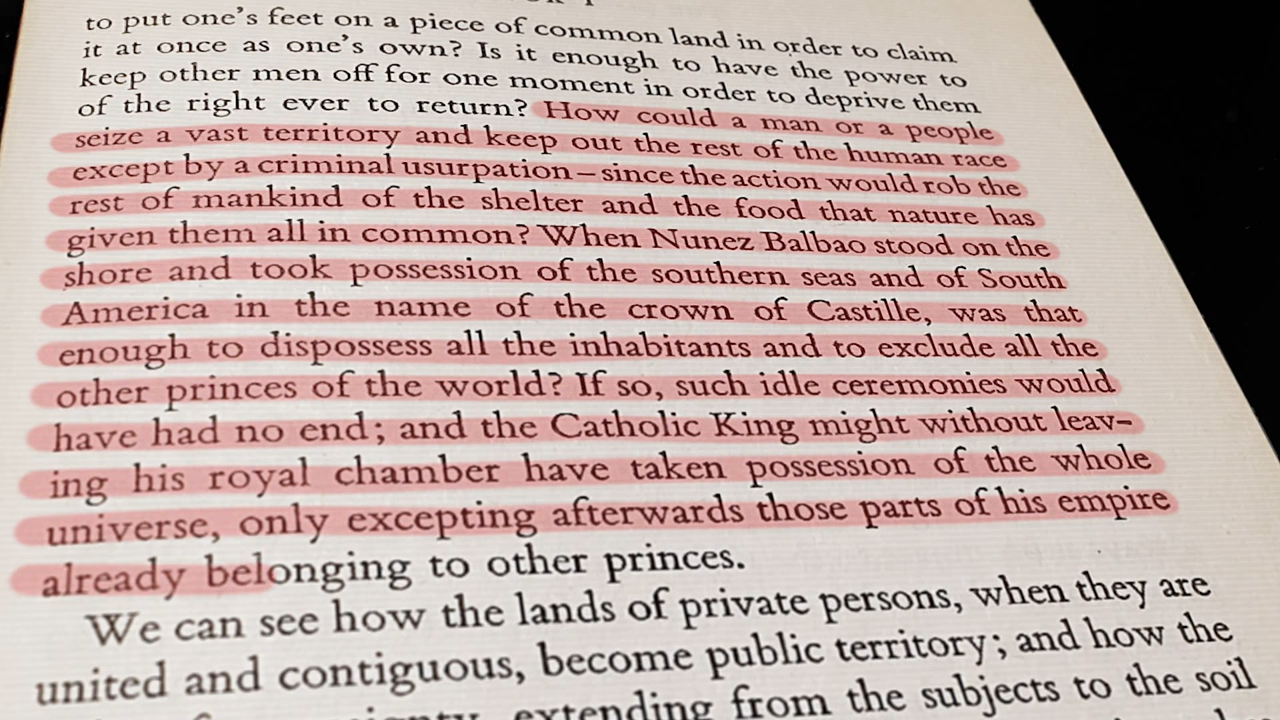 to put one's feet on a piece of common land in order to claim
it at once as one's own? Is it enough to have the power to
keep other men off for one moment in order to deprive them
of the right ever to return? How could a man or a people
seize a vast territory and keep out the rest of the human race
except by a criminal usurpation – since the action would rob the
rest of mankind of the shelter and the food that nature has
given them all in common? When Nunez Balbao stood on the
shore and took possession of the southern seas and of South
America in the name of the crown of Castille, was that
enough to dispossess all the inhabitants and to exclude all the
other princes of the world? If so, such idle ceremonies would
have had no end; and the Catholic King might without leav-
ing his royal chamber have taken possession of the whole
universe, only excepting afterwards those parts of his empire
already belonging to other princes.
We can see how the lands of private persons, when they are
united and contiguous, become public territory; and how the
extending from the subjects to the soil